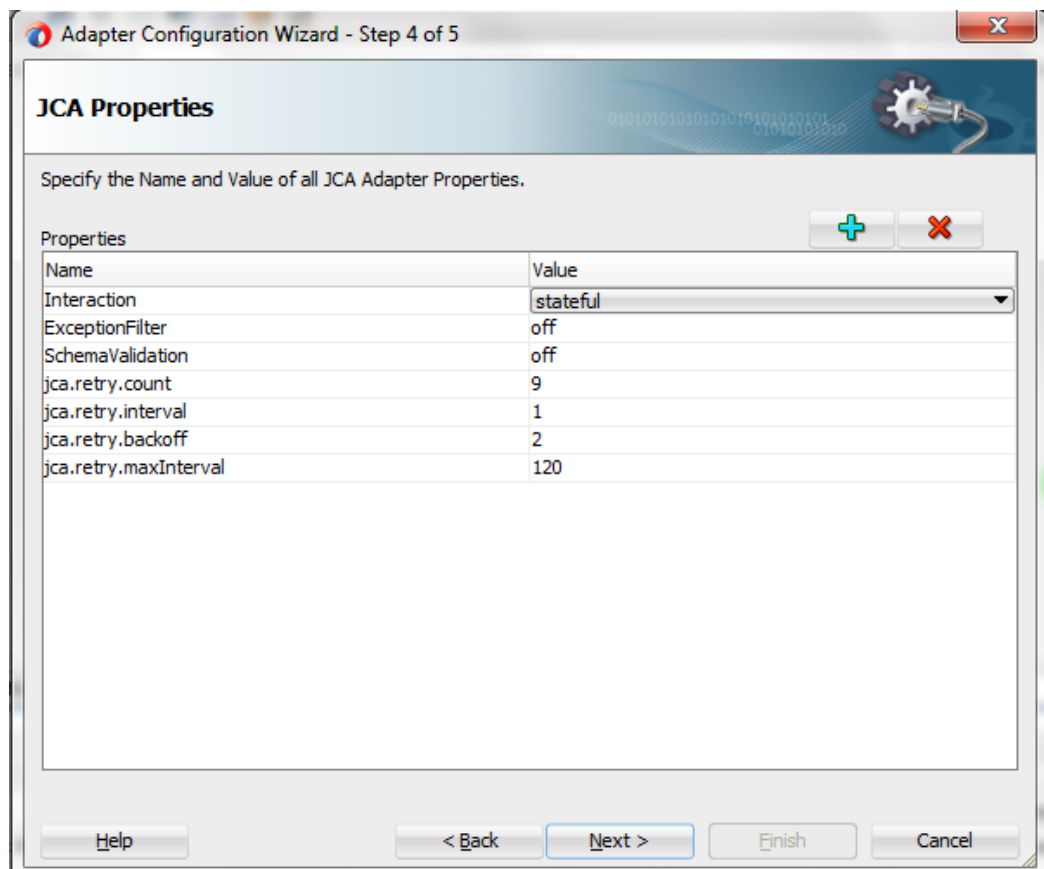 Adapter Configuration Wizard - Step 4 of 5
JCA Properties
Specify the Name and Value of all JCA Adapter Properties.
Properties
Name Value
Interaction stateful
ExceptionFilter off
SchemaValidation off
jca.retry.count 9
jca.retry.interval 1
jca.retry.backoff 2
jca.retry.maxInterval 120
Help < Back Next > Finish Cancel